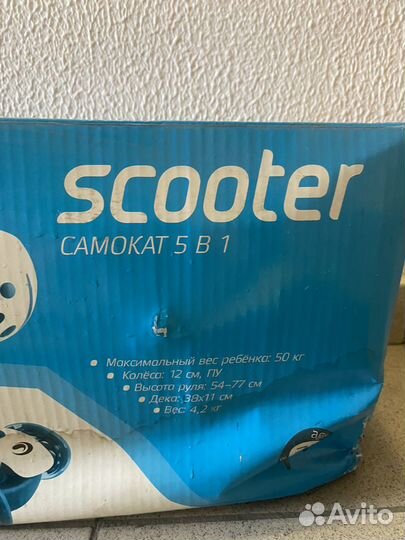 scooter
САМОКАТ 5 В 1
• Максимальный вес ребёнка: 50 кг
• Колёса: 12 см, ПУ
• Высота руля: 54–77 см
• Дека: 38x11 см
• Вес: 4,2 кг
Avito